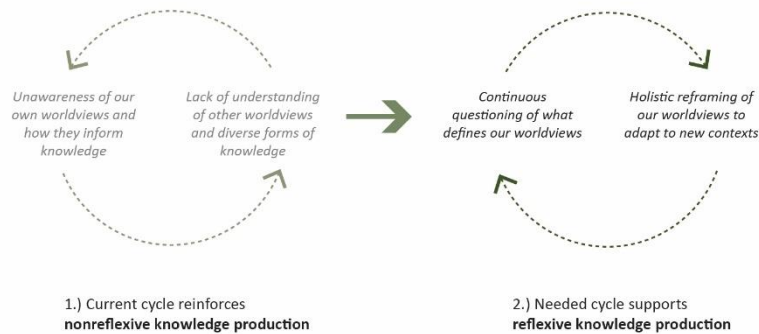 Unawareness of our
own worldviews and
how they inform
knowledge
Lack of understanding
of other worldviews
and diverse forms of
knowledge
Continuous
questioning of what
defines our worldviews
Holistic reframing of
our worldviews to
adapt to new contexts
1.) Current cycle reinforces
nonreflexive knowledge production
2.) Needed cycle supports
reflexive knowledge production